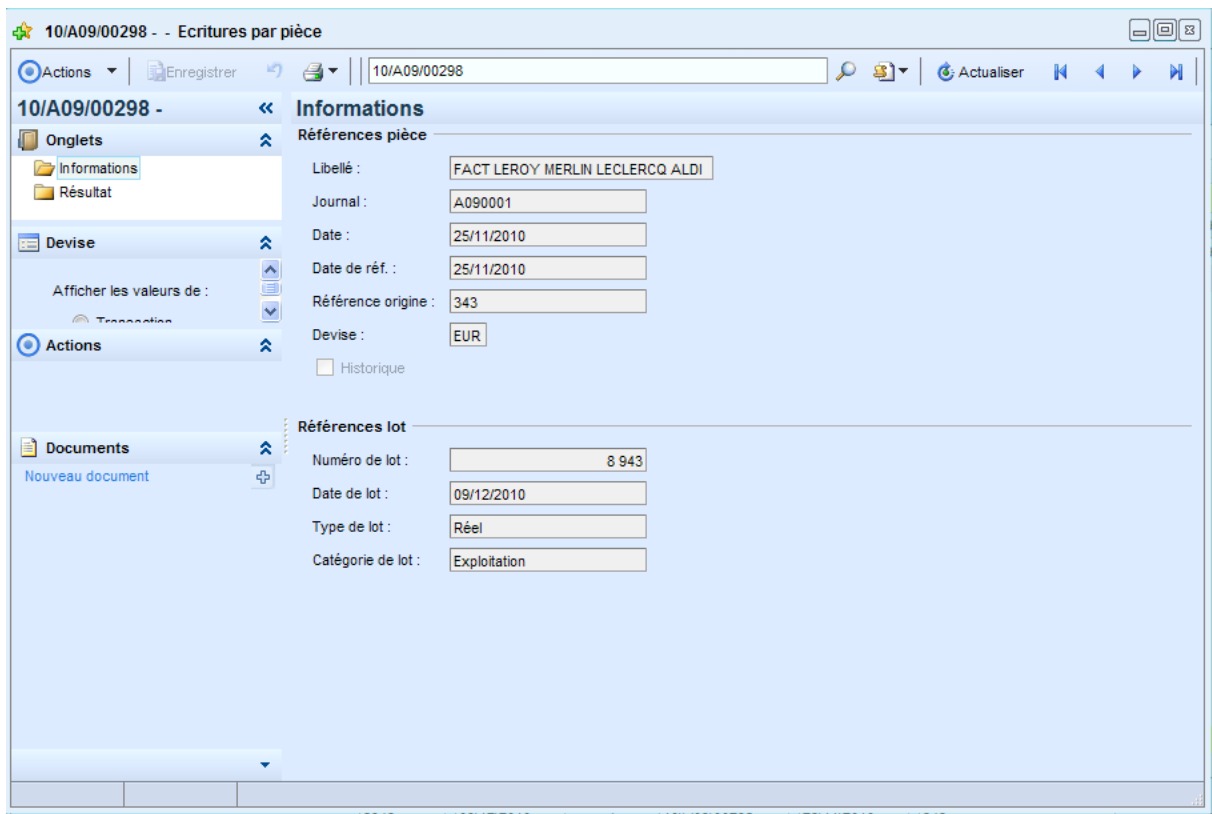 10/A09/00298 - - Ecritures par pièce
Actions Enregistrer 10/A09/00298 Actualiser
10/A09/00298 -
Onglets
Informations
Résultat
Devise
Afficher les valeurs de :
Transaction
Actions
Documents
Nouveau document
Informations
Références pièce
Libellé : FACT LEROY MERLIN LECLERCQ ALDI
Journal : A090001
Date : 25/11/2010
Date de réf. : 25/11/2010
Référence origine : 343
Devise : EUR
Historique
Références lot
Numéro de lot : 8 943
Date de lot : 09/12/2010
Type de lot : Réel
Catégorie de lot : Exploitation